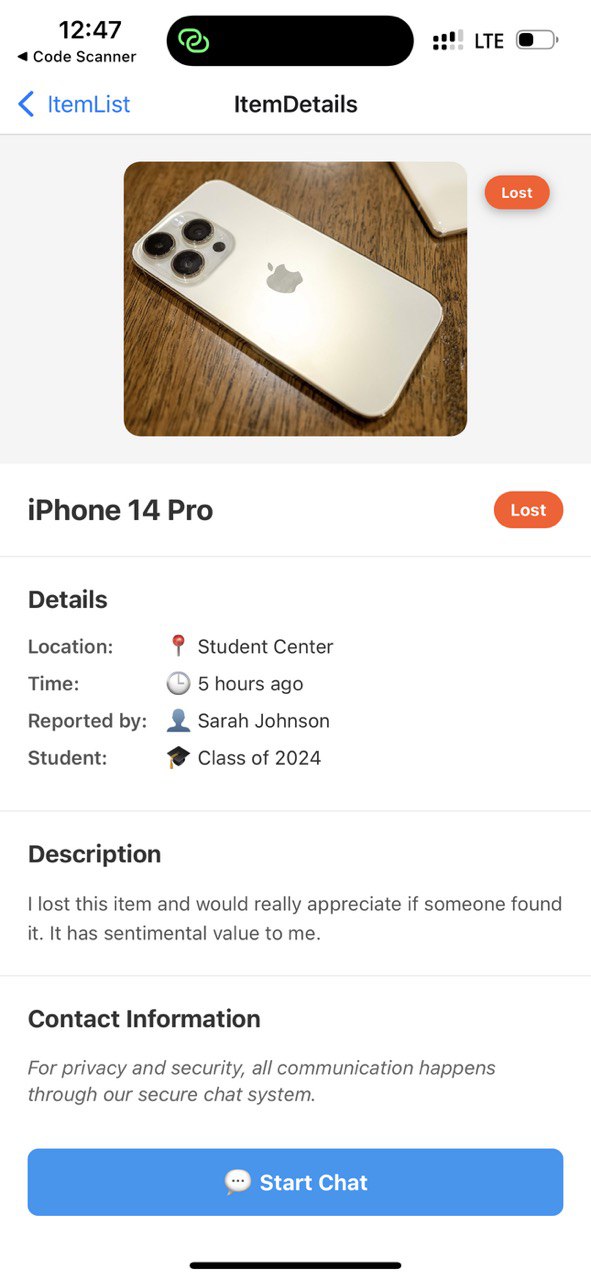 12:47
LTE
◀ Code Scanner
ItemList
ItemDetails
Lost
iPhone 14 Pro
Lost
Details
Location: 📍 Student Center
Time: 🕒 5 hours ago
Reported by: 👤 Sarah Johnson
Student: 🎓 Class of 2024
Description
I lost this item and would really appreciate if someone found
it. It has sentimental value to me.
Contact Information
For privacy and security, all communication happens
through our secure chat system.
💬 Start Chat